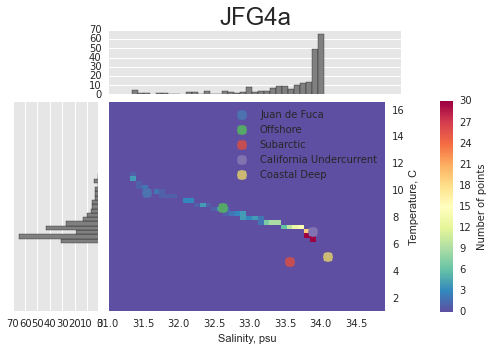 JFG4a
70
60
50
40
30
20
10
0
Juan de Fuca
Offshore
Subarctic
California Undercurrent
Coastal Deep
16
14
12
10
8
6
4
2
Temperature, C
30
27
24
21
18
15
12
9
6
3
0
Number of points
70 60 50 40 30 20 10 0
31.0 31.5 32.0 32.5 33.0 33.5 34.0 34.5
Salinity, psu